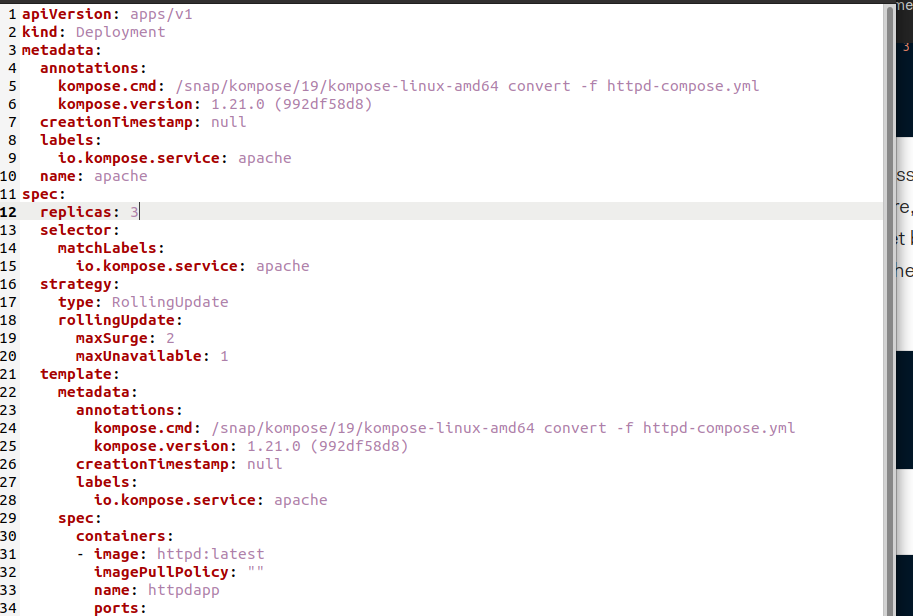 1 apiVersion: apps/v1
2 kind: Deployment
3 metadata:
4   annotations:
5     kompose.cmd: /snap/kompose/19/kompose-linux-amd64 convert -f httpd-compose.yml
6     kompose.version: 1.21.0 (992df58d8)
7   creationTimestamp: null
8   labels:
9     io.kompose.service: apache
10   name: apache
11 spec:
12   replicas: 3
13   selector:
14     matchLabels:
15       io.kompose.service: apache
16   strategy:
17     type: RollingUpdate
18     rollingUpdate:
19       maxSurge: 2
20       maxUnavailable: 1
21   template:
22     metadata:
23       annotations:
24         kompose.cmd: /snap/kompose/19/kompose-linux-amd64 convert -f httpd-compose.yml
25         kompose.version: 1.21.0 (992df58d8)
26       creationTimestamp: null
27       labels:
28         io.kompose.service: apache
29     spec:
30       containers:
31       - image: httpd:latest
32         imagePullPolicy: ""
33         name: httpdapp
34         ports: